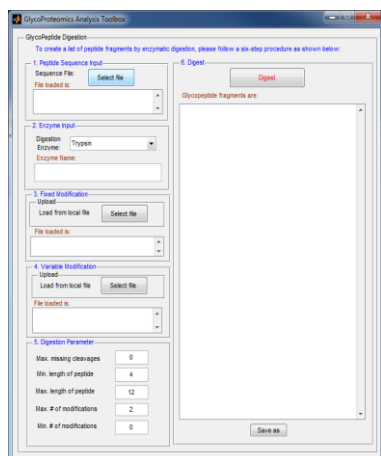 GlycoProteomics Analysis Toolbox
GlycoPeptide Digestion
To create a list of peptide fragments by enzymatic digestion, please follow a six-step procedure as shown below:
1. Peptide Sequence Input
Sequence File:
Select file
File loaded is:
2. Enzyme Input
Digestion
Enzyme:
Trypsin
Enzyme Name:
3. Fixed Modification
Upload
Load from local file
Select file
File loaded is:
4. Variable Modification
Upload
Load from local file
Select file
File loaded is:
5. Digestion Parameter
Max. missing cleavages
0
Min. length of peptide
4
Max. length of peptide
12
Max. # of modifications
2
Min. # of modifications
0
6. Digest
Digest
Glycopeptide fragments are:
Save as